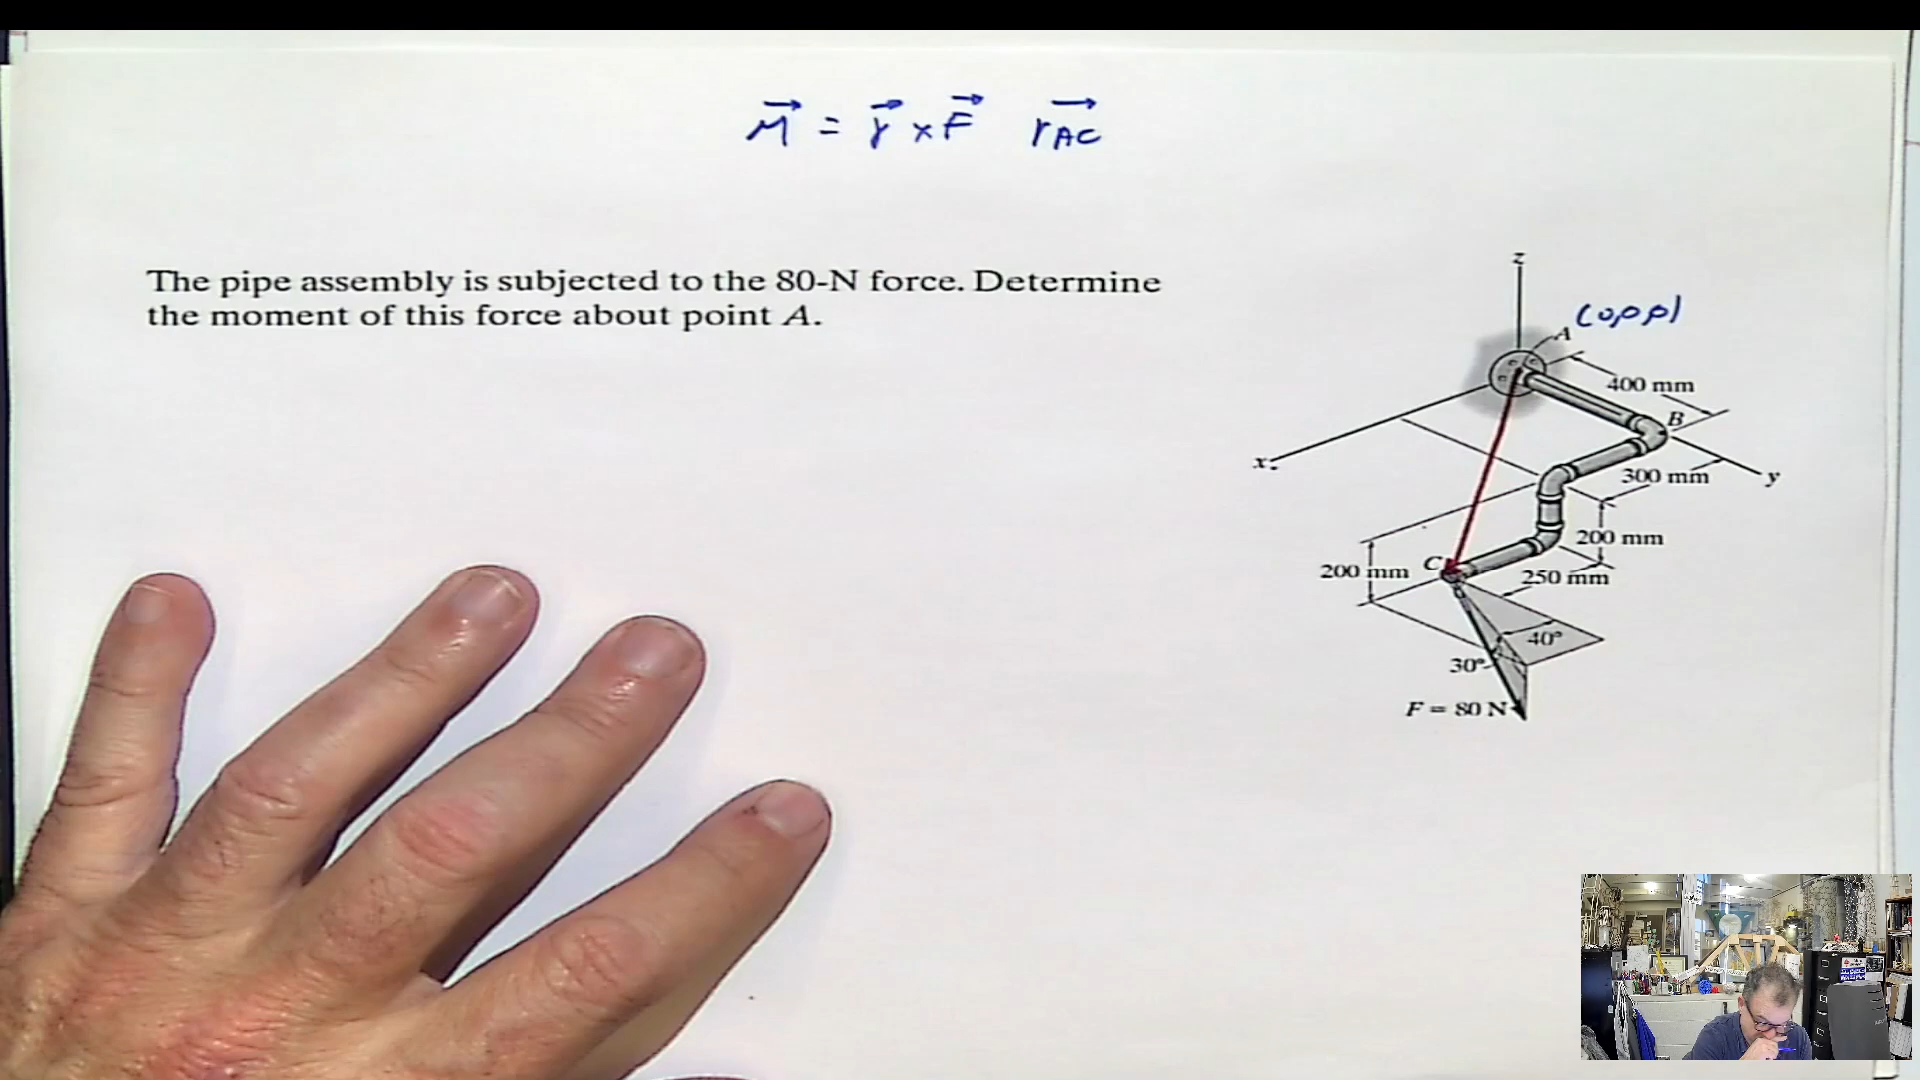 M = r x F rAC
The pipe assembly is subjected to the 80-N force. Determine
the moment of this force about point A.
z
(0,0,0)
A
400 mm
B
x
300 mm
y
200 mm
200 mm
C
250 mm
40°
30°
F = 80 N